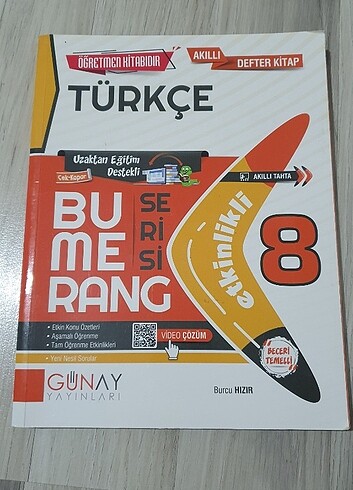 ÖĞRETMEN KİTABIDIR
AKILLI
DEFTER KİTAP
TÜRKÇE
Uzaktan Eğitim
Destekli
Çek-Kopar
AKILLI TAHTA
BU
ME
RANG
SE
Rİ
Sİ
etkinlikli
8
• Etkin Konu Özetleri
• Aşamalı Öğrenme
• Tam Öğrenme Etkinlikleri
• Yeni Nesil Sorular
VİDEO ÇÖZÜM
BECERİ
TEMELLİ
GÜNAY
YAYINLARI
Burcu HIZIR